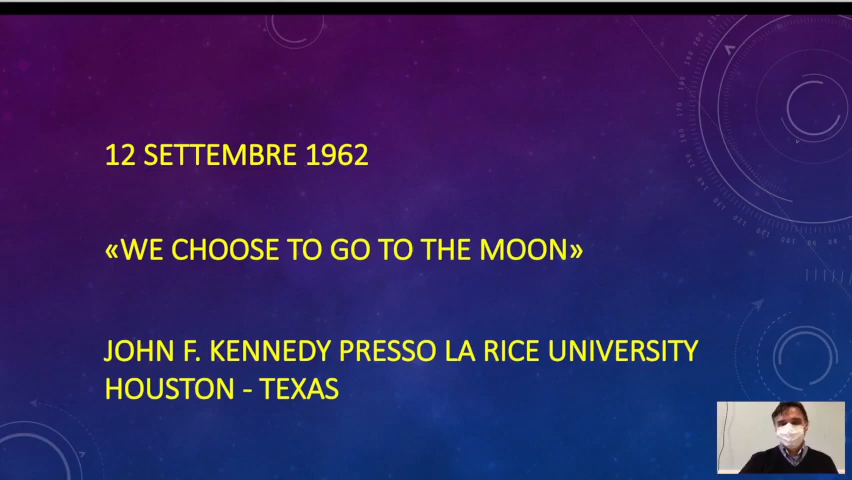 12 SETTEMBRE 1962
«WE CHOOSE TO GO TO THE MOON»
JOHN F. KENNEDY PRESSO LA RICE UNIVERSITY
HOUSTON - TEXAS